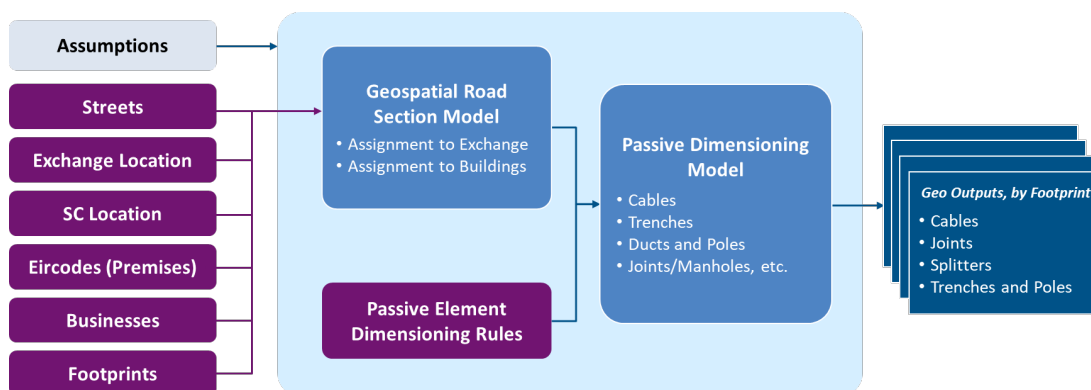 Assumptions
Streets
Exchange Location
SC Location
Eircodes (Premises)
Businesses
Footprints
Geospatial Road
Section Model
• Assignment to Exchange
• Assignment to Buildings
Passive Element
Dimensioning Rules
Passive Dimensioning
Model
• Cables
• Trenches
• Ducts and Poles
• Joints/Manholes, etc.
Geo Outputs, by Footprint
• Cables
• Joints
• Splitters
• Trenches and Poles